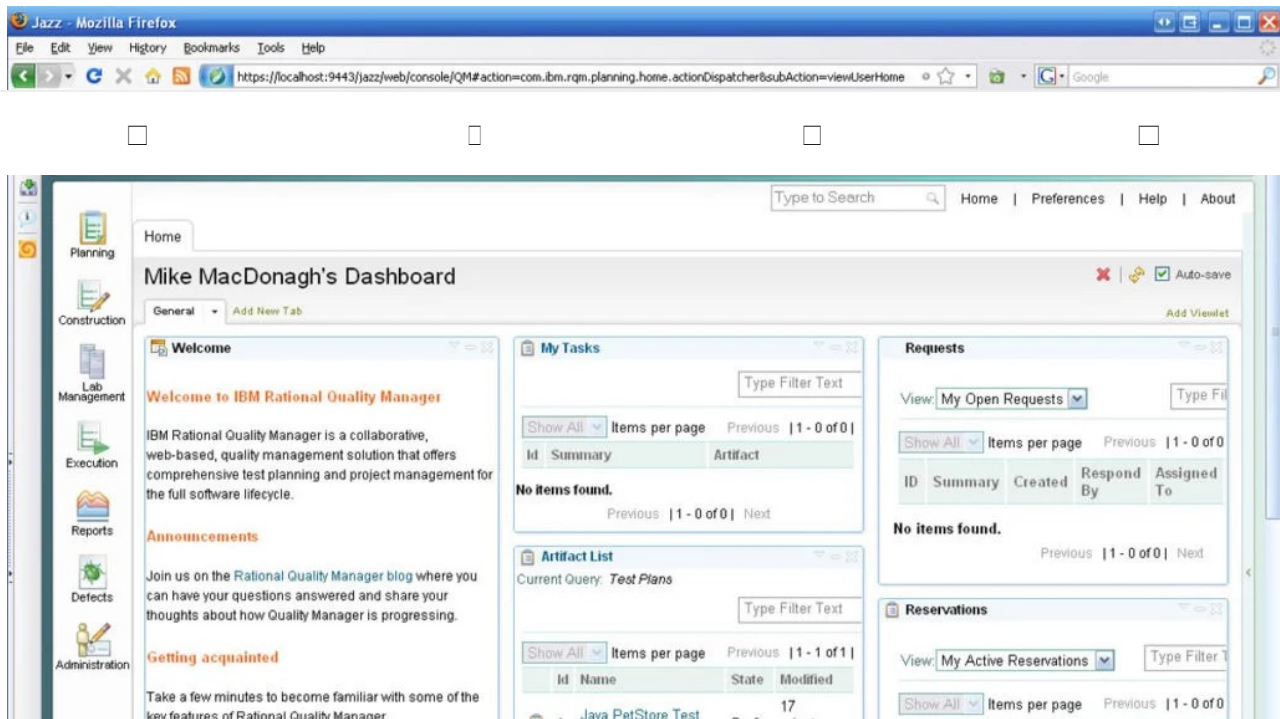 Jazz - Mozilla Firefox
File Edit View History Bookmarks Tools Help
https://localhost:9443/jazz/web/console/QM#action=com.ibm.rqm.planning.home.actionDispatcher&subAction=viewUserHome
Google
Type to Search
Home | Preferences | Help | About
Planning
Home
Mike MacDonagh's Dashboard
Auto-save
Construction
General
Add New Tab
Add Viewlet
Lab Management
Execution
Reports
Defects
Administration
Welcome
Welcome to IBM Rational Quality Manager
IBM Rational Quality Manager is a collaborative,
web-based, quality management solution that offers
comprehensive test planning and project management for
the full software lifecycle.
Announcements
Join us on the Rational Quality Manager blog where you
can have your questions answered and share your
thoughts about how Quality Manager is progressing.
Getting acquainted
Take a few minutes to become familiar with some of the
key features of Rational Quality Manager
My Tasks
Type Filter Text
Show All Items per page Previous |1 - 0 of 0|
Id Summary Artifact
No items found.
Previous |1 - 0 of 0| Next
Artifact List
Current Query: Test Plans
Type Filter Text
Show All Items per page Previous |1 - 1 of 1|
Id Name State Modified
17
Java PetStore Test
Requests
View: My Open Requests
Type Fil
Show All Items per page Previous |1 - 0 of 0
ID Summary Created Respond By Assigned To
No items found.
Previous |1 - 0 of 0| Next
Reservations
View: My Active Reservations
Type Filter
Show All Items per page Previous |1 - 0 of 0